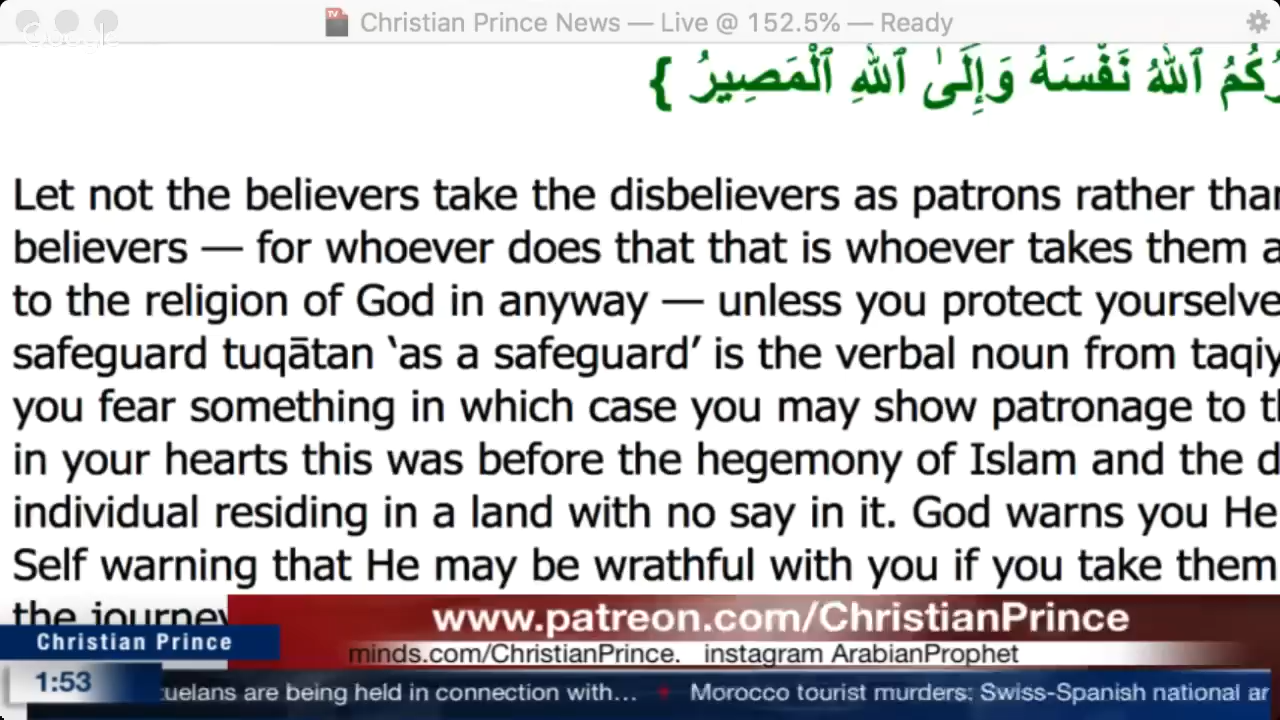 Christian Prince News — Live @ 152.5% — Ready
Google
ٱللَّهُ نَفْسَهُ وَإِلَىٰ ٱللَّهِ ٱلْمَصِيرُ }
Let not the believers take the disbelievers as patrons rather than
believers — for whoever does that that is whoever takes them a
to the religion of God in anyway — unless you protect yourselve
safeguard tuqātan ‘as a safeguard’ is the verbal noun from taqiy
you fear something in which case you may show patronage to th
in your hearts this was before the hegemony of Islam and the d
individual residing in a land with no say in it. God warns you He
Self warning that He may be wrathful with you if you take them
the journey
www.patreon.com/ChristianPrince
Christian Prince
minds.com/ChristianPrince. instagram ArabianProphet
1:53
uelans are being held in connection with... • Morocco tourist murders: Swiss-Spanish national ar